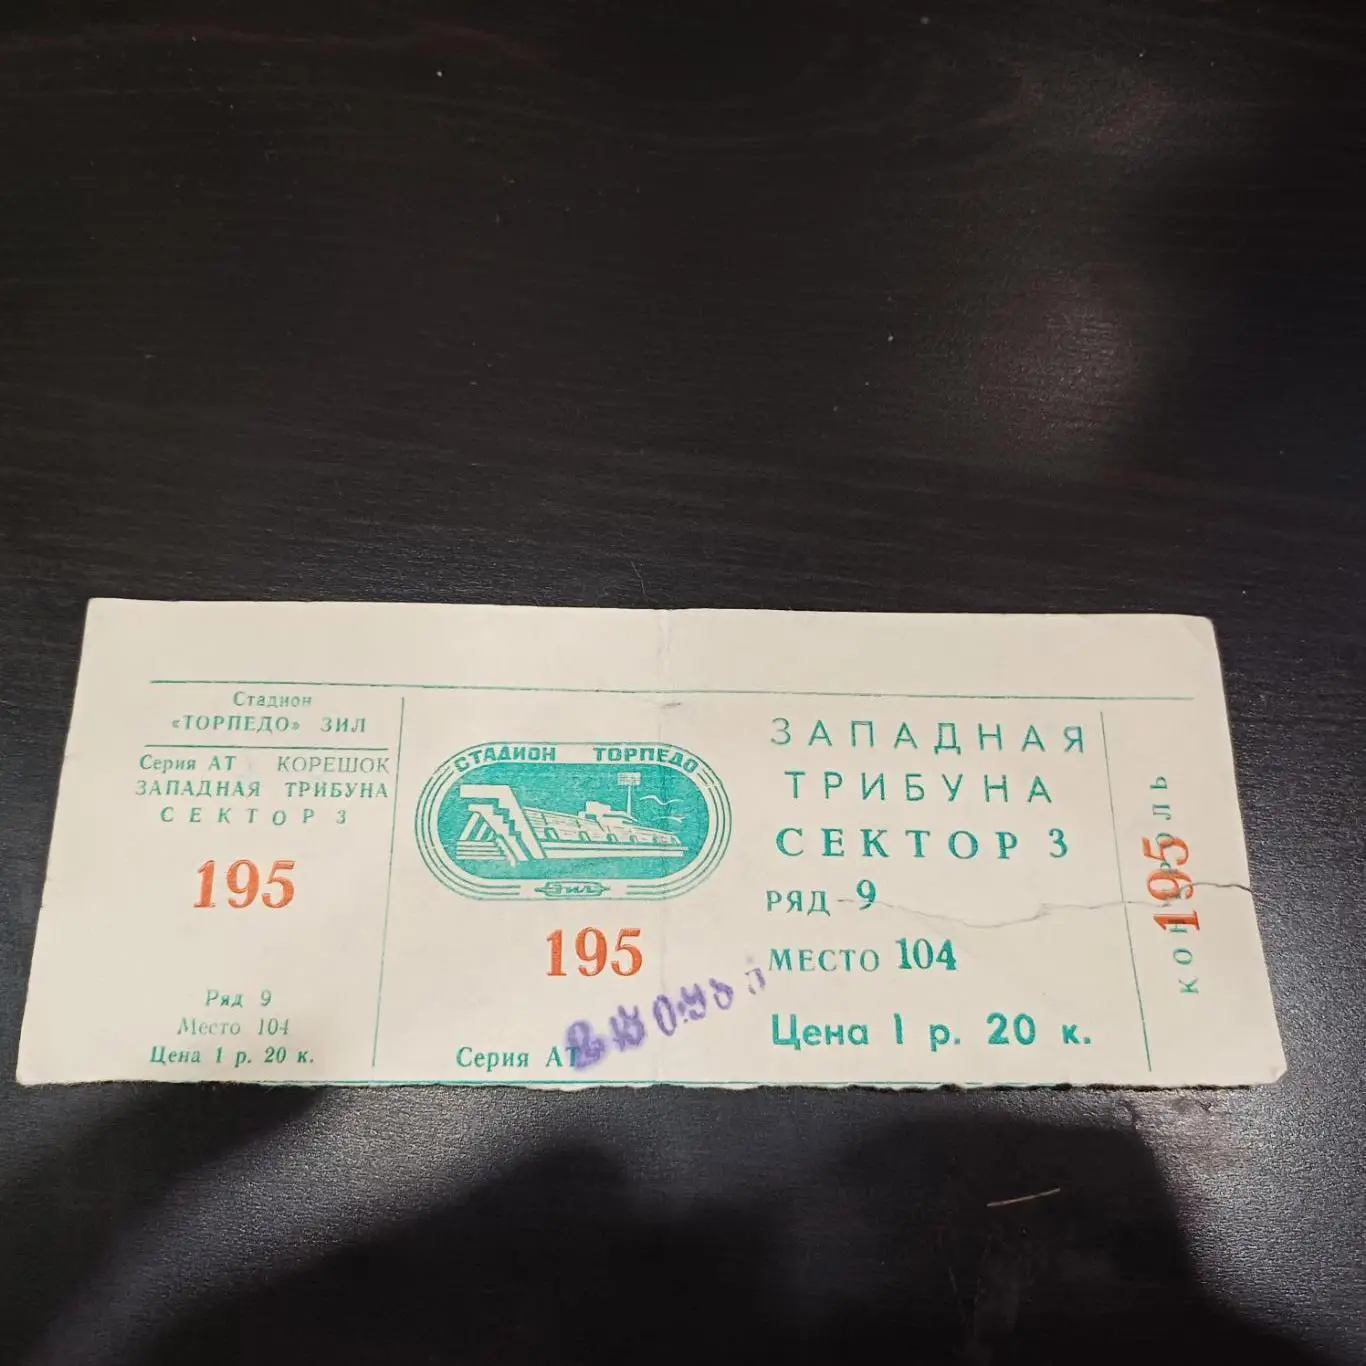 Стадион
«ТОРПЕДО» ЗИЛ
Серия АТ КОРЕШОК
ЗАПАДНАЯ ТРИБУНА
СЕКТОР 3
195
Ряд 9
Место 104
Цена 1 р. 20 к.
СТАДИОН ТОРПЕДО
ЗИЛ
195
Серия АТ
ЗАПАДНАЯ
ТРИБУНА
СЕКТОР 3
РЯД 9
МЕСТО 104
Цена 1 р. 20 к.
КОНТРОЛЬ
195